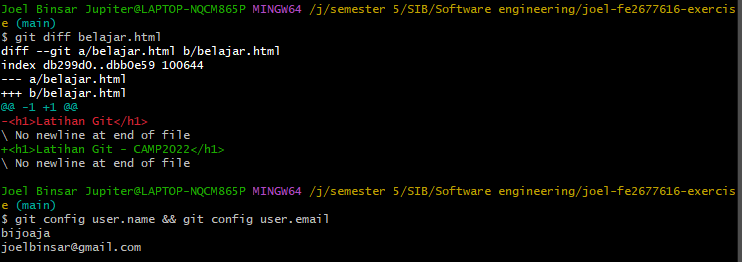 Joel Binsar Jupiter@LAPTOP-NQCM865P MINGW64 /j/semester 5/SIB/Software engineering/joel-fe2677616-exercis
e (main)
$ git diff belajar.html
diff --git a/belajar.html b/belajar.html
index db299d0..dbb0e59 100644
--- a/belajar.html
+++ b/belajar.html
@@ -1 +1 @@
-<h1>Latihan Git</h1>
\ No newline at end of file
+<h1>Latihan Git - CAMP2022</h1>
\ No newline at end of file
Joel Binsar Jupiter@LAPTOP-NQCM865P MINGW64 /j/semester 5/SIB/Software engineering/joel-fe2677616-exercis
e (main)
$ git config user.name && git config user.email
bijoaja
joelbinsar@gmail.com